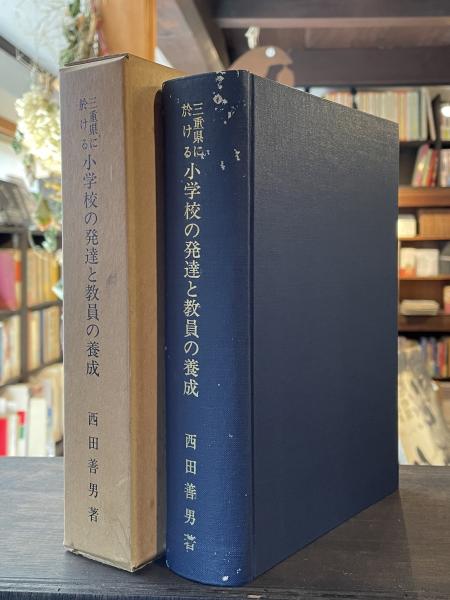 三重県に
於ける
小学校の発達と教員の養成
西田善男著
三重県に
於ける
小学校の発達と教員の養成
西田善男著